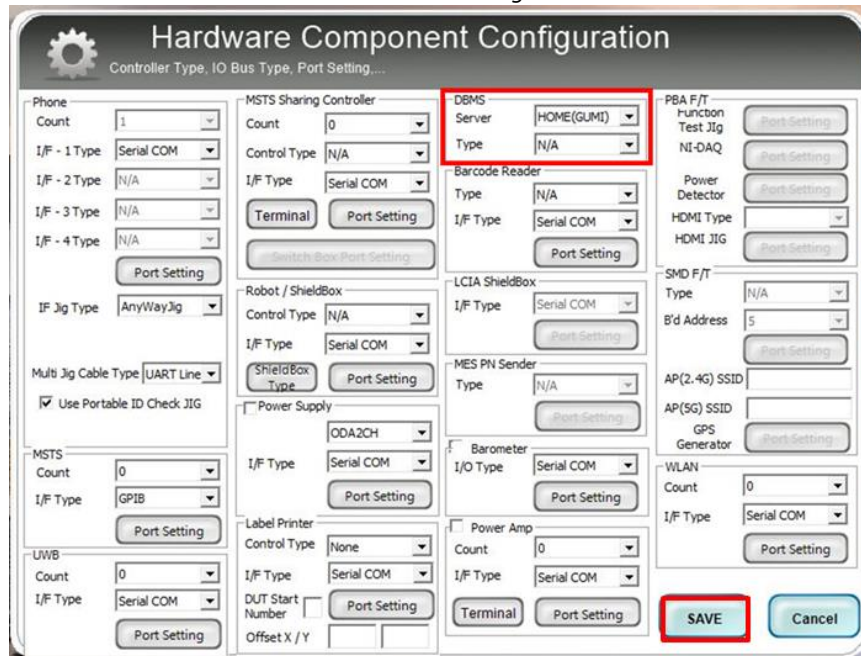 Hardware Component Configuration
Controller Type, IO Bus Type, Port Setting,...
Phone
Count 1
I/F - 1 Type Serial COM
I/F - 2 Type N/A
I/F - 3 Type N/A
I/F - 4 Type N/A
Port Setting
IF Jig Type AnyWayJig
Multi Jig Cable Type UART Line
Use Portable ID Check JIG
MSTS
Count 0
I/F Type GPIB
Port Setting
UWB
Count 0
I/F Type Serial COM
Port Setting
MSTS Sharing Controller
Count 0
Control Type N/A
I/F Type Serial COM
Terminal Port Setting
Switch Box Port Setting
Robot / ShieldBox
Control Type N/A
I/F Type Serial COM
ShieldBox
Type
Port Setting
Power Supply
ODA2CH
I/F Type Serial COM
Port Setting
Label Printer
Control Type None
I/F Type Serial COM
DUT Start
Number
Port Setting
Offset X / Y
DBMS
Server HOME(GUMI)
Type N/A
Barcode Reader
Type N/A
I/F Type Serial COM
Port Setting
LCIA ShieldBox
I/F Type Serial COM
Port Setting
MES PN Sender
Type N/A
Port Setting
Barometer
I/O Type Serial COM
Port Setting
Power Amp
Count 0
I/F Type Serial COM
Terminal Port Setting
PBA F/T
Function
Test JIg
Port Setting
NI-DAQ
Port Setting
Power
Detector
Port Setting
HDMI Type
HDMI JIG
Port Setting
SMD F/T
Type N/A
B'd Address 5
Port Setting
AP(2.4G) SSID
AP(5G) SSID
GPS
Generator
Port Setting
WLAN
Count 0
I/F Type Serial COM
Port Setting
SAVE Cancel